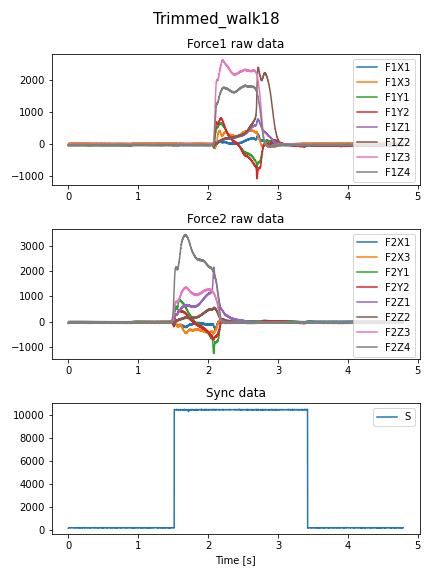 Trimmed_walk18
Force1 raw data
2000
1000
0
−1000
F1X1
F1X3
F1Y1
F1Y2
F1Z1
F1Z2
F1Z3
F1Z4
0 1 2 3 4 5
Force2 raw data
3000
2000
1000
0
−1000
F2X1
F2X3
F2Y1
F2Y2
F2Z1
F2Z2
F2Z3
F2Z4
0 1 2 3 4 5
Sync data
10000
8000
6000
4000
2000
0
S
0 1 2 3 4 5
Time [s]